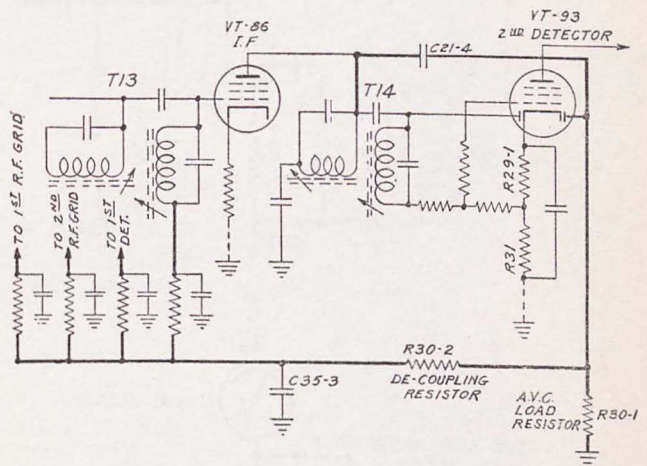 VT-86
I.F
VT-93
2ND DETECTOR
C21-4
T13
T14
TO 1ST R.F. GRID
TO 2ND
R.F. GRID
TO 1ST
DET.
R29-1
R31
R30-2
DE-COUPLING
RESISTOR
C35-3
A.V.C.
LOAD
RESISTOR
R30-1